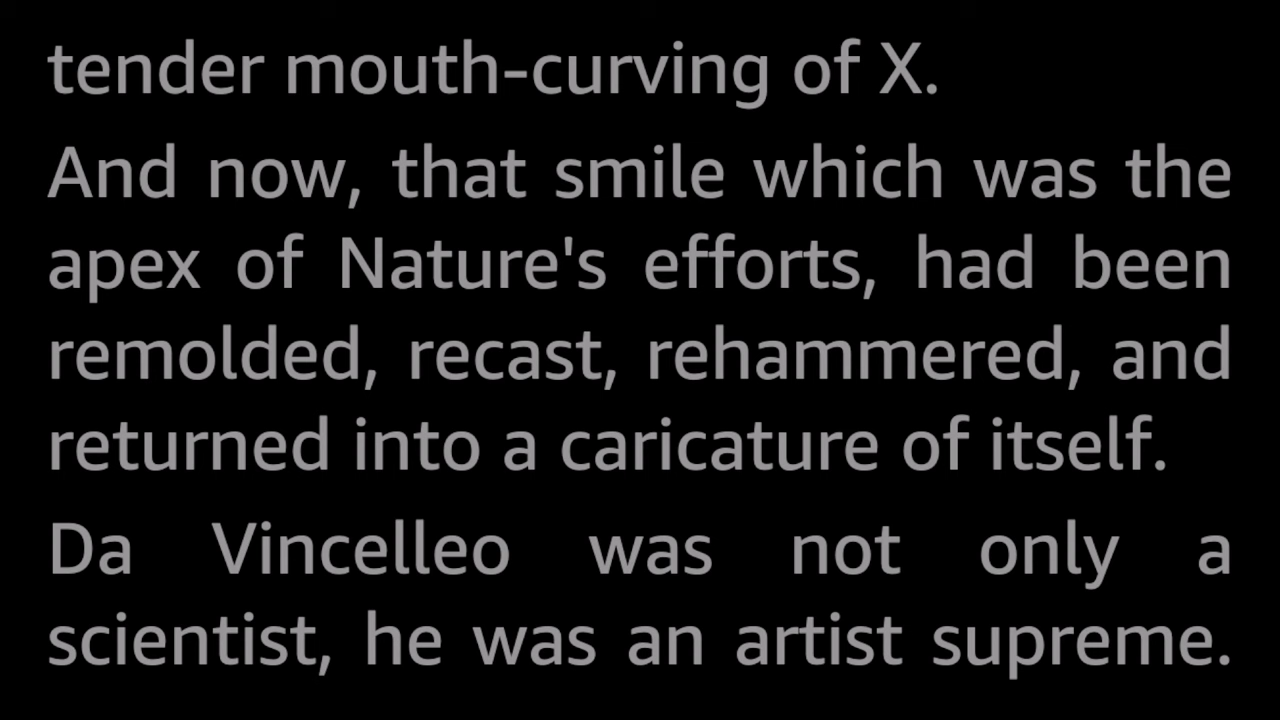 tender mouth-curving of X.
And now, that smile which was the
apex of Nature's efforts, had been
remolded, recast, rehammered, and
returned into a caricature of itself.
Da Vincelleo was not only a
scientist, he was an artist supreme.